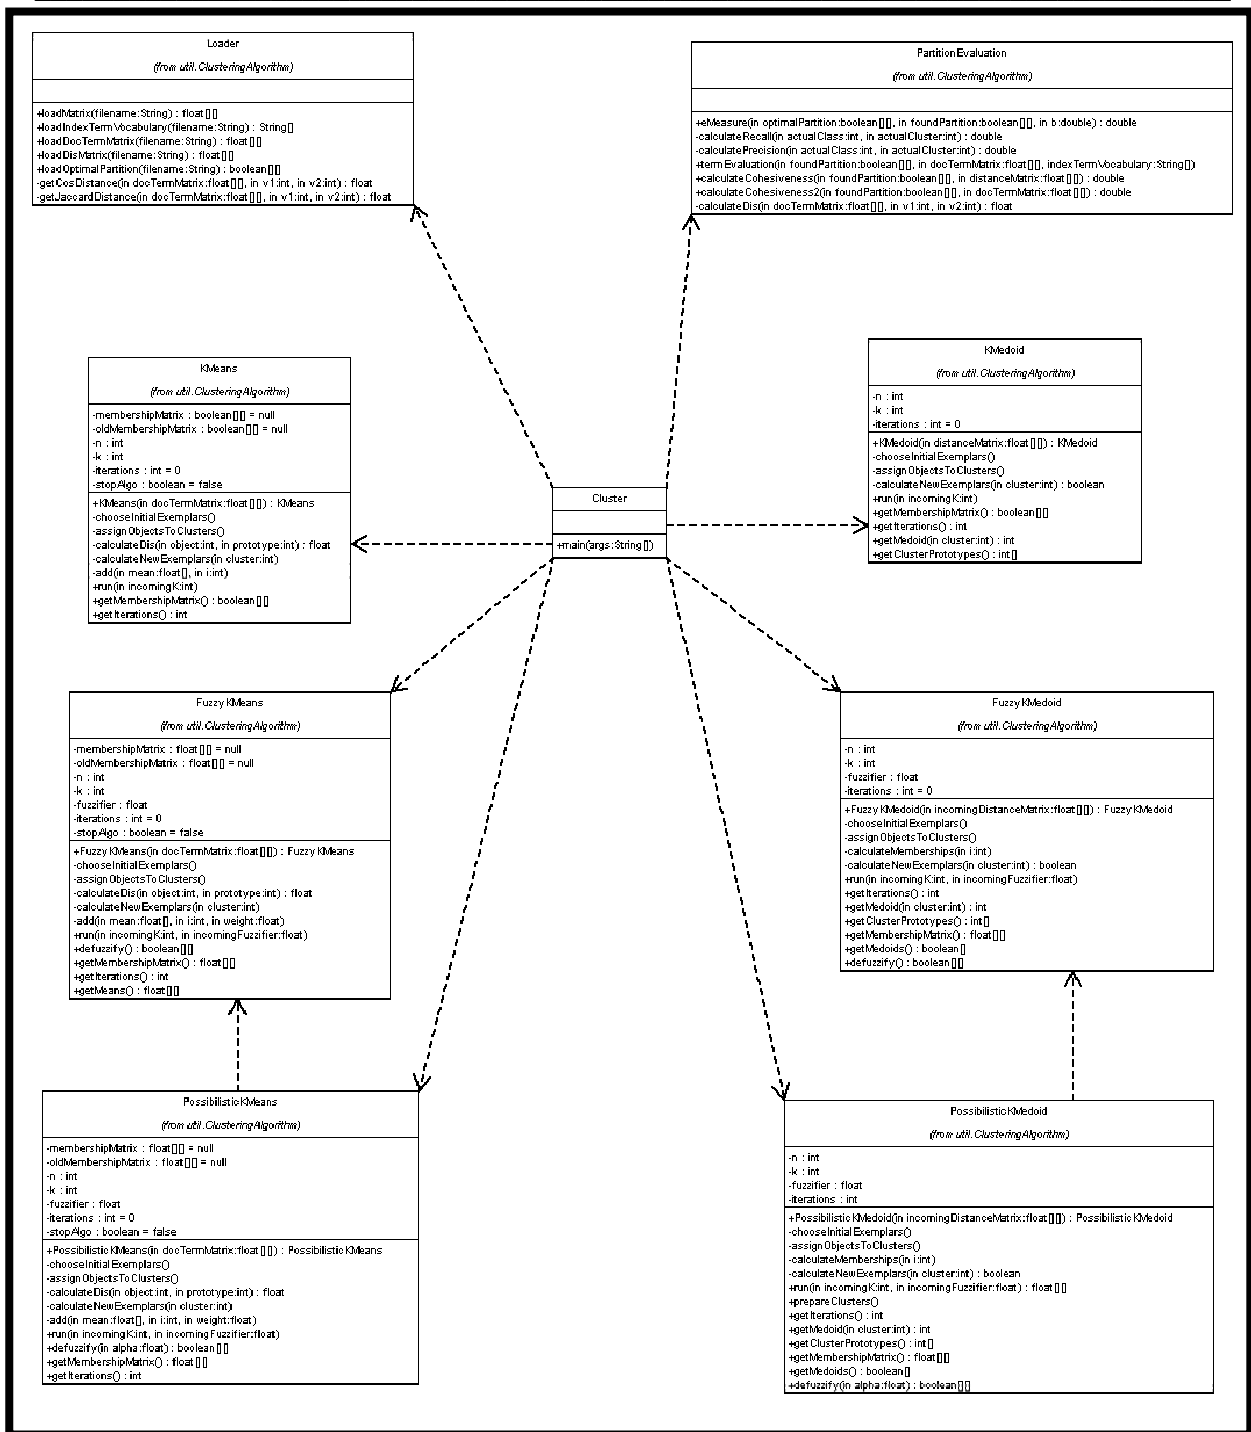 Loader
(from util.ClusteringAlgorithm)
+loadMatrix(filename:String) : float[][]
+loadIndexTermVocabulary(filename:String) : String[]
+loadDocTermMatrix(filename:String) : float[][]
+loadDisMatrix(filename:String) : float[][]
+loadOptimalPartition(filename:String) : boolean[][]
-getCosDistance(in docTermMatrix:float[][], in v1:int, in v2:int) : float
-getJaccardDistance(in docTermMatrix:float[][], in v1:int, in v2:int) : float
PartitionEvaluation
(from util.ClusteringAlgorithm)
+eMeasure(in optimalPartition:boolean[][], in foundPartition:boolean[][], in b:double) : double
-calculateRecall(in actualClass:int, in actualCluster:int) : double
-calculatePrecision(in actualClass:int, in actualCluster:int) : double
+termEvaluation(in foundPartition:boolean[][], in docTermMatrix:float[][], indexTermVocabulary:String[])
+calculateCohesiveness(in foundPartition:boolean[][], in distanceMatrix:float[][]) : double
+calculateCohesiveness2(in foundPartition:boolean[][], in docTermMatrix:float[][]) : double
-calculateDis(in docTermMatrix:float[][], in v1:int, in v2:int) : float
KMeans
(from util.ClusteringAlgorithm)
-membershipMatrix : boolean[][] = null
-oldMembershipMatrix : boolean[][] = null
-n : int
-k : int
-iterations : int = 0
-stopAlgo : boolean = false
+KMeans(in docTermMatrix:float[][]) : KMeans
-chooseInitialExemplars()
-assignObjectsToClusters()
-calculateDis(in object:int, in prototype:int) : float
-calculateNewExemplars(in cluster:int)
-add(in mean:float[], in i:int)
+run(in incomingK:int)
+getMembershipMatrix() : boolean[][]
+getIterations() : int
KMedoid
(from util.ClusteringAlgorithm)
-n : int
-k : int
-iterations : int = 0
+KMedoid(in distanceMatrix:float[][]) : KMedoid
-chooseInitialExemplars()
-assignObjectsToClusters()
-calculateNewExemplars(in cluster:int) : boolean
+run(in incomingK:int)
+getMembershipMatrix() : boolean[][]
+getIterations() : int
+getMedoid(in cluster:int) : int
+getClusterPrototypes() : int[]
Cluster
+main(args:String[])
FuzzyKMeans
(from util.ClusteringAlgorithm)
-membershipMatrix : float[][] = null
-oldMembershipMatrix : float[][] = null
-n : int
-k : int
-fuzzifier : float
-iterations : int = 0
-stopAlgo : boolean = false
+FuzzyKMeans(in docTermMatrix:float[][]) : FuzzyKMeans
-chooseInitialExemplars()
-assignObjectsToClusters()
-calculateDis(in object:int, in prototype:int) : float
-calculateNewExemplars(in cluster:int)
-add(in mean:float[], in i:int, in weight:float)
+run(in incomingK:int, in incomingFuzzifier:float)
+defuzzify() : boolean[][]
+getMembershipMatrix() : float[][]
+getIterations() : int
+getMeans() : float[][]
FuzzyKMedoid
(from util.ClusteringAlgorithm)
-n : int
-k : int
-fuzzifier : float
-iterations : int = 0
+FuzzyKMedoid(in incomingDistanceMatrix:float[][]) : FuzzyKMedoid
-chooseInitialExemplars()
-assignObjectsToClusters()
-calculateMemberships(in i:int)
-calculateNewExemplars(in cluster:int) : boolean
+run(in incomingK:int, in incomingFuzzifier:float)
+getIterations() : int
+getMedoid(in cluster:int) : int
+getClusterPrototypes() : int[]
+getMembershipMatrix() : float[][]
+getMedoids() : boolean[]
+defuzzify() : boolean[][]
PossibilisticKMeans
(from util.ClusteringAlgorithm)
-membershipMatrix : float[][] = null
-oldMembershipMatrix : float[][] = null
-n : int
-k : int
-fuzzifier : float
-iterations : int = 0
-stopAlgo : boolean = false
+PossibilisticKMeans(in docTermMatrix:float[][]) : PossibilisticKMeans
-chooseInitialExemplars()
-assignObjectsToClusters()
-calculateDis(in object:int, in prototype:int) : float
-calculateNewExemplars(in cluster:int)
-add(in mean:float[], in i:int, in weight:float)
+run(in incomingK:int, in incomingFuzzifier:float)
+defuzzify(in alpha:float) : boolean[][]
+getMembershipMatrix() : float[][]
+getIterations() : int
PossibilisticKMedoid
(from util.ClusteringAlgorithm)
-n : int
-k : int
-fuzzifier : float
-iterations : int
+PossibilisticKMedoid(in incomingDistanceMatrix:float[][]) : PossibilisticKMedoid
-chooseInitialExemplars()
-assignObjectsToClusters()
-calculateMemberships(in i:int)
-calculateNewExemplars(in cluster:int) : boolean
+run(in incomingK:int, in incomingFuzzifier:float) : float[][]
+prepareClusters()
+getIterations() : int
+getMedoid(in cluster:int) : int
+getClusterPrototypes() : int[]
+getMembershipMatrix() : float[][]
+getMedoids() : boolean[]
+defuzzify(in alpha:float) : boolean[][]